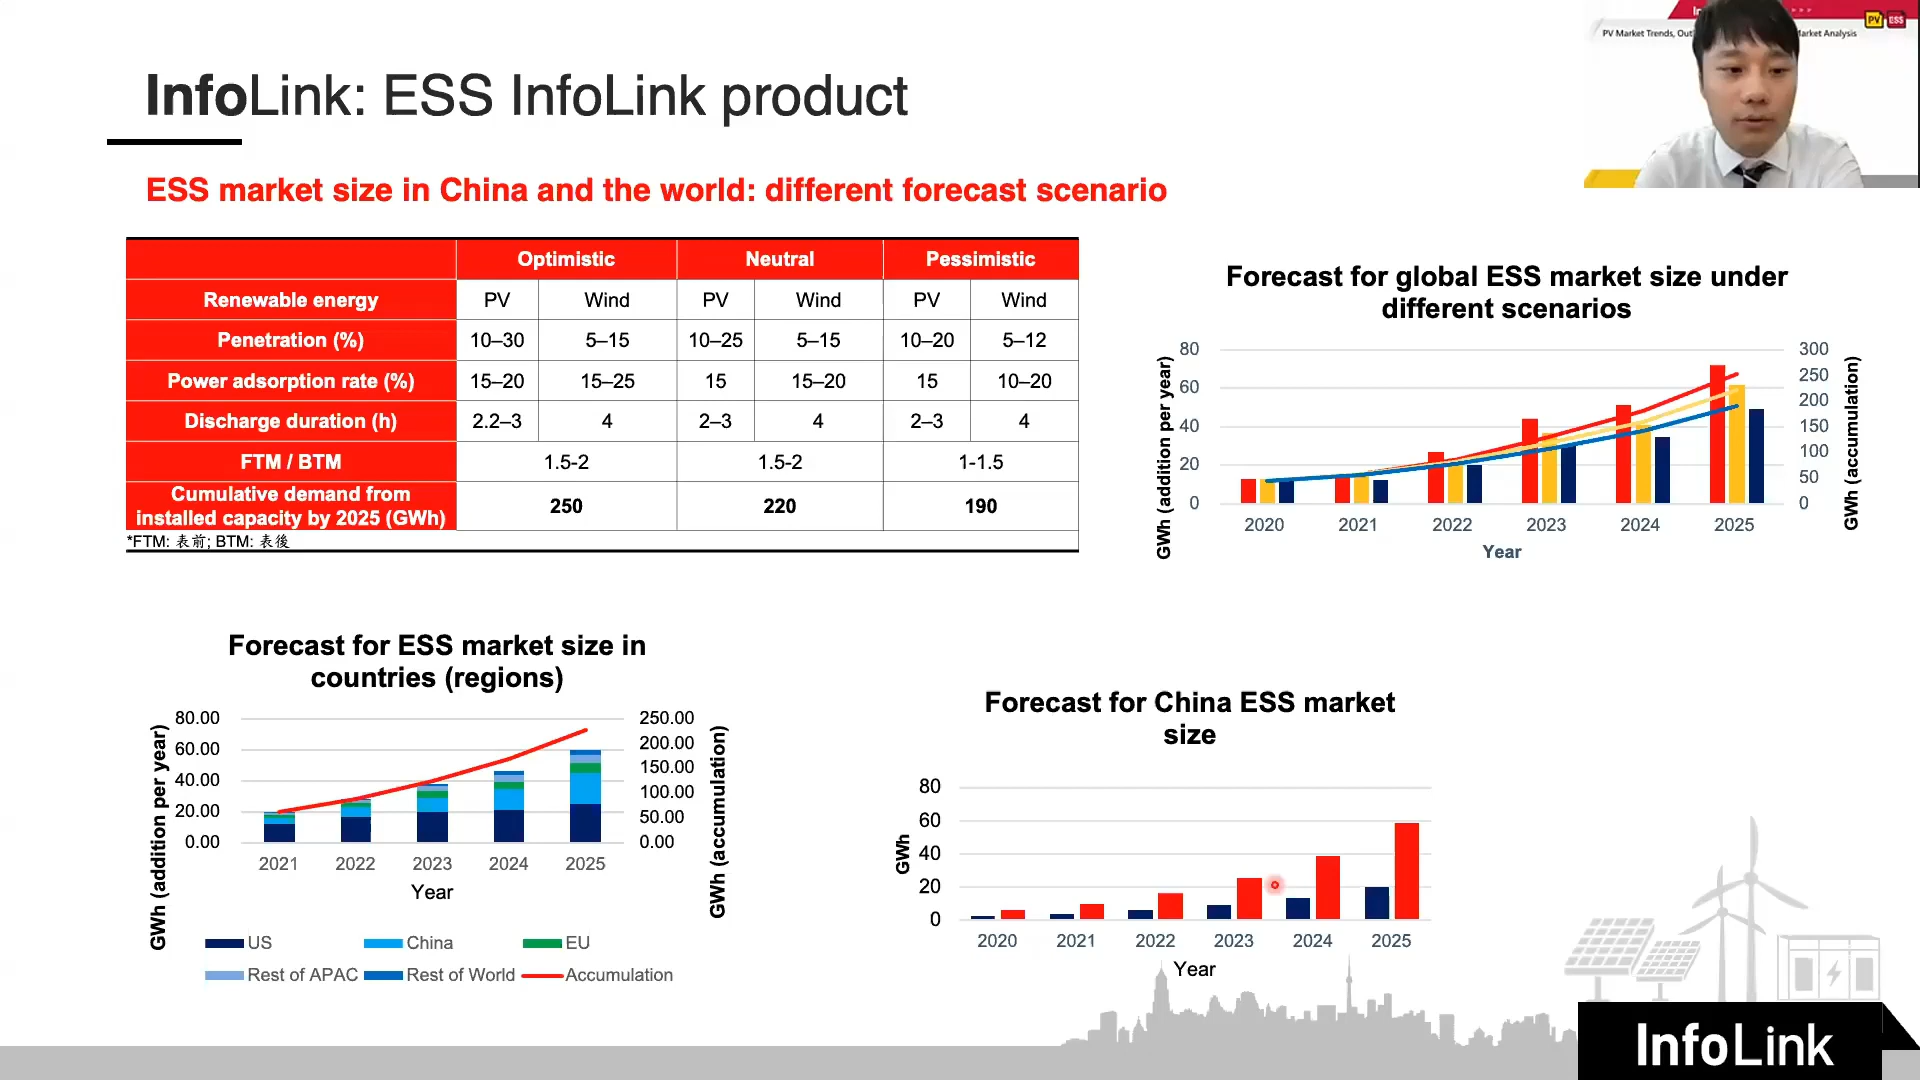 InfoLink: ESS InfoLink product
PV Market Trends, Out
Market Analysis
PV
ESS
ESS market size in China and the world: different forecast scenario
Optimistic Neutral Pessimistic
Renewable energy PV Wind PV Wind PV Wind
Penetration (%) 10–30 5–15 10–25 5–15 10–20 5–12
Power adsorption rate (%) 15–20 15–25 15 15–20 15 10–20
Discharge duration (h) 2.2–3 4 2–3 4 2–3 4
FTM / BTM 1.5-2 1.5-2 1-1.5
Cumulative demand from
installed capacity by 2025 (GWh) 250 220 190
*FTM: 表前; BTM: 表後
Forecast for global ESS market size under
different scenarios
GWh (addition per year)
80
60
40
20
0
300
250
200
150
100
50
0
GWh (accumulation)
2020 2021 2022 2023 2024 2025
Year
Forecast for ESS market size in
countries (regions)
GWh (addition per year)
80.00
60.00
40.00
20.00
0.00
250.00
200.00
150.00
100.00
50.00
0.00
GWh (accumulation)
2021 2022 2023 2024 2025
Year
US China EU
Rest of APAC Rest of World Accumulation
Forecast for China ESS market
size
GWh
80
60
40
20
0
2020 2021 2022 2023 2024 2025
Year
InfoLink